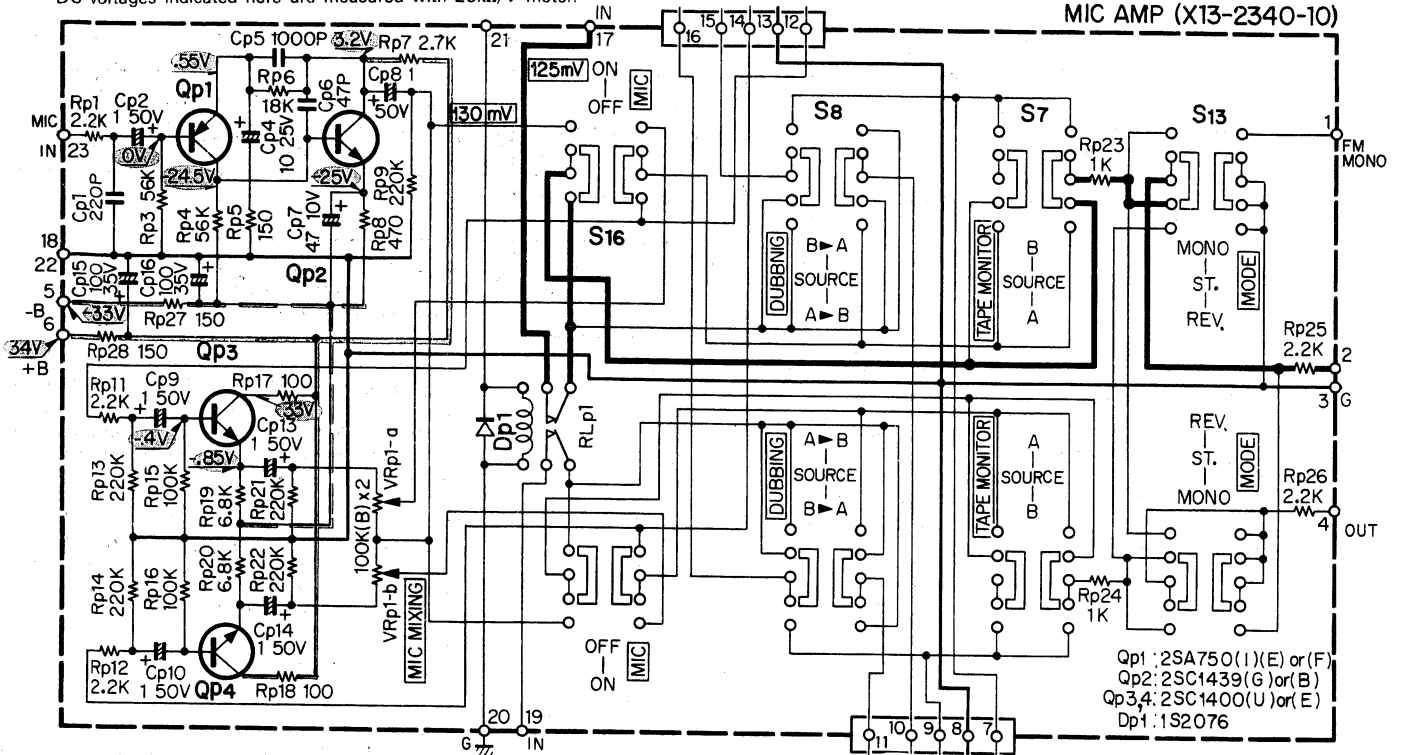 DC voltages indicated here are measured with 20kΩ/V meter.
MIC AMP (X13-2340-10)
21
IN
17
16
15
14
13
12
Cp5 1000P
3.2V
Rp7 2.7K
.55V
Qp1
Rp6
18K
Cp6
47P
Cp8 1
50V
125mV
ON
OFF
MIC
130 mV
Rp1
2.2K
Cp2
1 50V
MIC
IN
23
0V
-24.5V
Cp4
10 25V
-25V
Cp1
220P
Rp3 56K
Rp4
56K
Rp5
150
Cp7
47 10V
Rp8
470
Rp9
220K
18
22
Cp15
100
35V
Cp16
100
35V
Qp2
5
-B
-33V
Rp27 150
6
34V
+B
Rp28 150
Qp3
S16
S8
S7
S13
Rp23
1K
1
FM
MONO
DUBBNIG
B►A
SOURCE
A►B
TAPE MONITOR
B
SOURCE
A
MONO
ST.
REV.
MODE
Rp25
2.2K
2
3 G
Rp11
2.2K
Cp9
1 50V
Rp17 100
33V
-.4V
Cp13
1 50V
-.85V
Rp13
220K
Rp15
100K
Rp19
6.8K
Rp21
220K
VRp1-a
100K(B)x2
VRp1-b
MIC MIXING
Dp1
RLp1
Rp14
220K
Rp16
100K
Rp20
6.8K
Rp22
220K
Cp14
1 50V
Rp12
2.2K
Cp10
1 50V
Qp4
Rp18 100
DUBBING
A►B
SOURCE
B►A
TAPE MONITOR
A
SOURCE
B
REV.
ST.
MONO
MODE
Rp26
2.2K
4
OUT
Rp24
1K
OFF
ON
MIC
Qp1:2SA750(1)(E)or(F)
Qp2:2SC1439(G)or(B)
Qp3,4:2SC1400(U)or(E)
Dp1:1S2076
20
G
19
IN
11
10
9
8
7